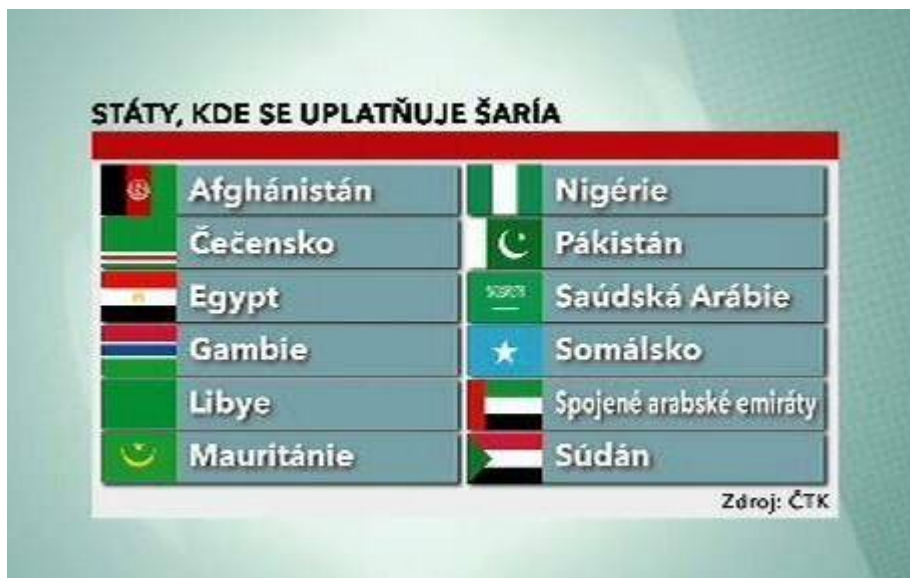 STÁTY, KDE SE UPLATŇUJE ŠARÍA
Afghánistán
Čečensko
Egypt
Gambie
Libye
Mauritánie
Nigérie
Pákistán
Saúdská Arábie
Somálsko
Spojené arabské emiráty
Súdán
Zdroj: ČTK